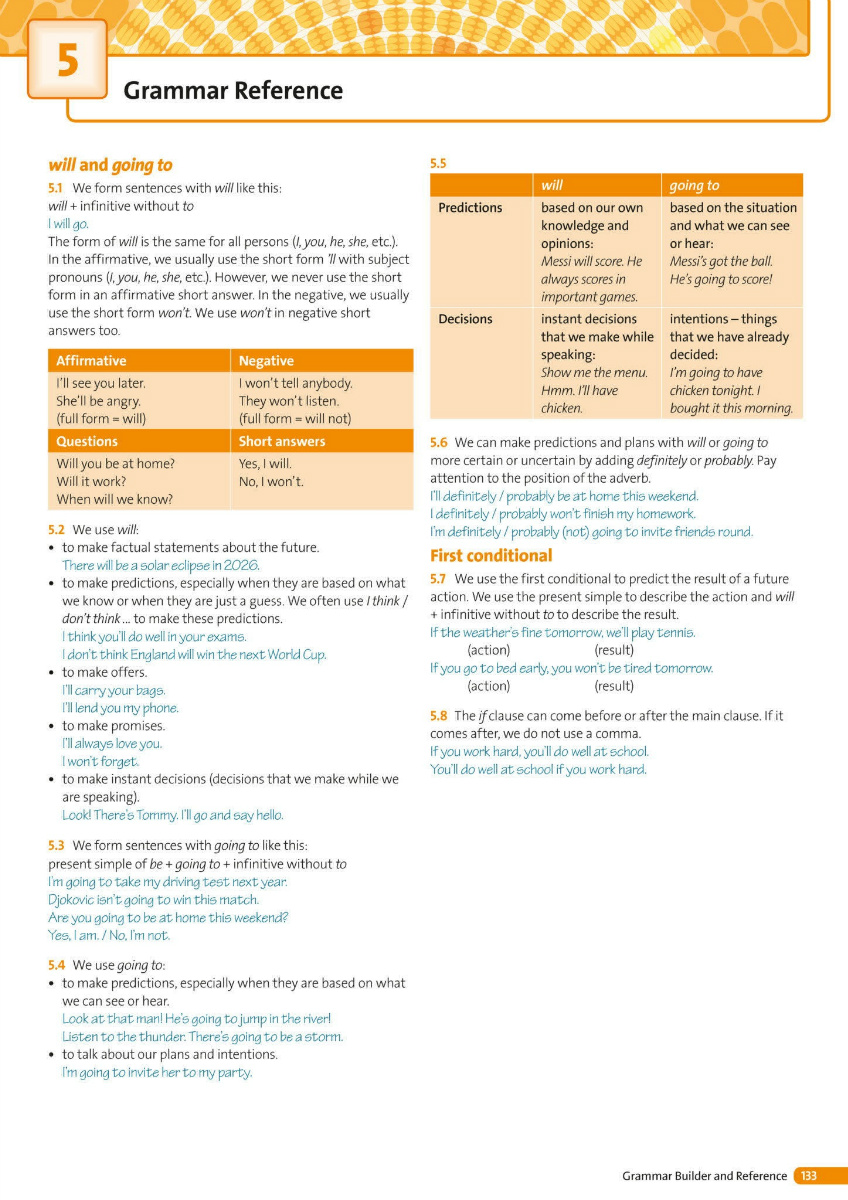 5
Grammar Reference
will and going to
5.1 We form sentences with will like this:
will + infinitive without to
I will go.
The form of will is the same for all persons (I, you, he, she, etc.).
In the affirmative, we usually use the short form ’ll with subject
pronouns (I, you, he, she, etc.). However, we never use the short
form in an affirmative short answer. In the negative, we usually
use the short form won’t. We use won’t in negative short
answers too.
Affirmative Negative
I’ll see you later. I won’t tell anybody.
She’ll be angry. They won’t listen.
(full form = will) (full form = will not)
Questions Short answers
Will you be at home? Yes, I will.
Will it work? No, I won’t.
When will we know?
5.2 We use will:
• to make factual statements about the future.
There will be a solar eclipse in 2026.
• to make predictions, especially when they are based on what
we know or when they are just a guess. We often use I think /
don’t think ... to make these predictions.
I think you’ll do well in your exams.
I don’t think England will win the next World Cup.
• to make offers.
I’ll carry your bags.
I’ll lend you my phone.
• to make promises.
I’ll always love you.
I won’t forget.
• to make instant decisions (decisions that we make while we
are speaking).
Look! There’s Tommy. I’ll go and say hello.
5.3 We form sentences with going to like this:
present simple of be + going to + infinitive without to
I’m going to take my driving test next year.
Djokovic isn’t going to win this match.
Are you going to be at home this weekend?
Yes, I am. / No, I’m not.
5.4 We use going to:
• to make predictions, especially when they are based on what
we can see or hear.
Look at that man! He’s going to jump in the river!
Listen to the thunder. There’s going to be a storm.
• to talk about our plans and intentions.
I’m going to invite her to my party.
5.5
will going to
Predictions based on our own based on the situation
knowledge and and what we can see
opinions: or hear:
Messi will score. He Messi’s got the ball.
always scores in He’s going to score!
important games.
Decisions instant decisions intentions – things
that we make while that we have already
speaking: decided:
Show me the menu. I’m going to have
Hmm. I’ll have chicken tonight. I
chicken. bought it this morning.
5.6 We can make predictions and plans with will or going to
more certain or uncertain by adding definitely or probably. Pay
attention to the position of the adverb.
I’ll definitely / probably be at home this weekend.
I definitely / probably won’t finish my homework.
I’m definitely / probably (not) going to invite friends round.
First conditional
5.7 We use the first conditional to predict the result of a future
action. We use the present simple to describe the action and will
+ infinitive without to to describe the result.
If the weather’s fine tomorrow, we’ll play tennis.
(action) (result)
If you go to bed early, you won’t be tired tomorrow.
(action) (result)
5.8 The if clause can come before or after the main clause. If it
comes after, we do not use a comma.
If you work hard, you’ll do well at school.
You’ll do well at school if you work hard.
Grammar Builder and Reference 133